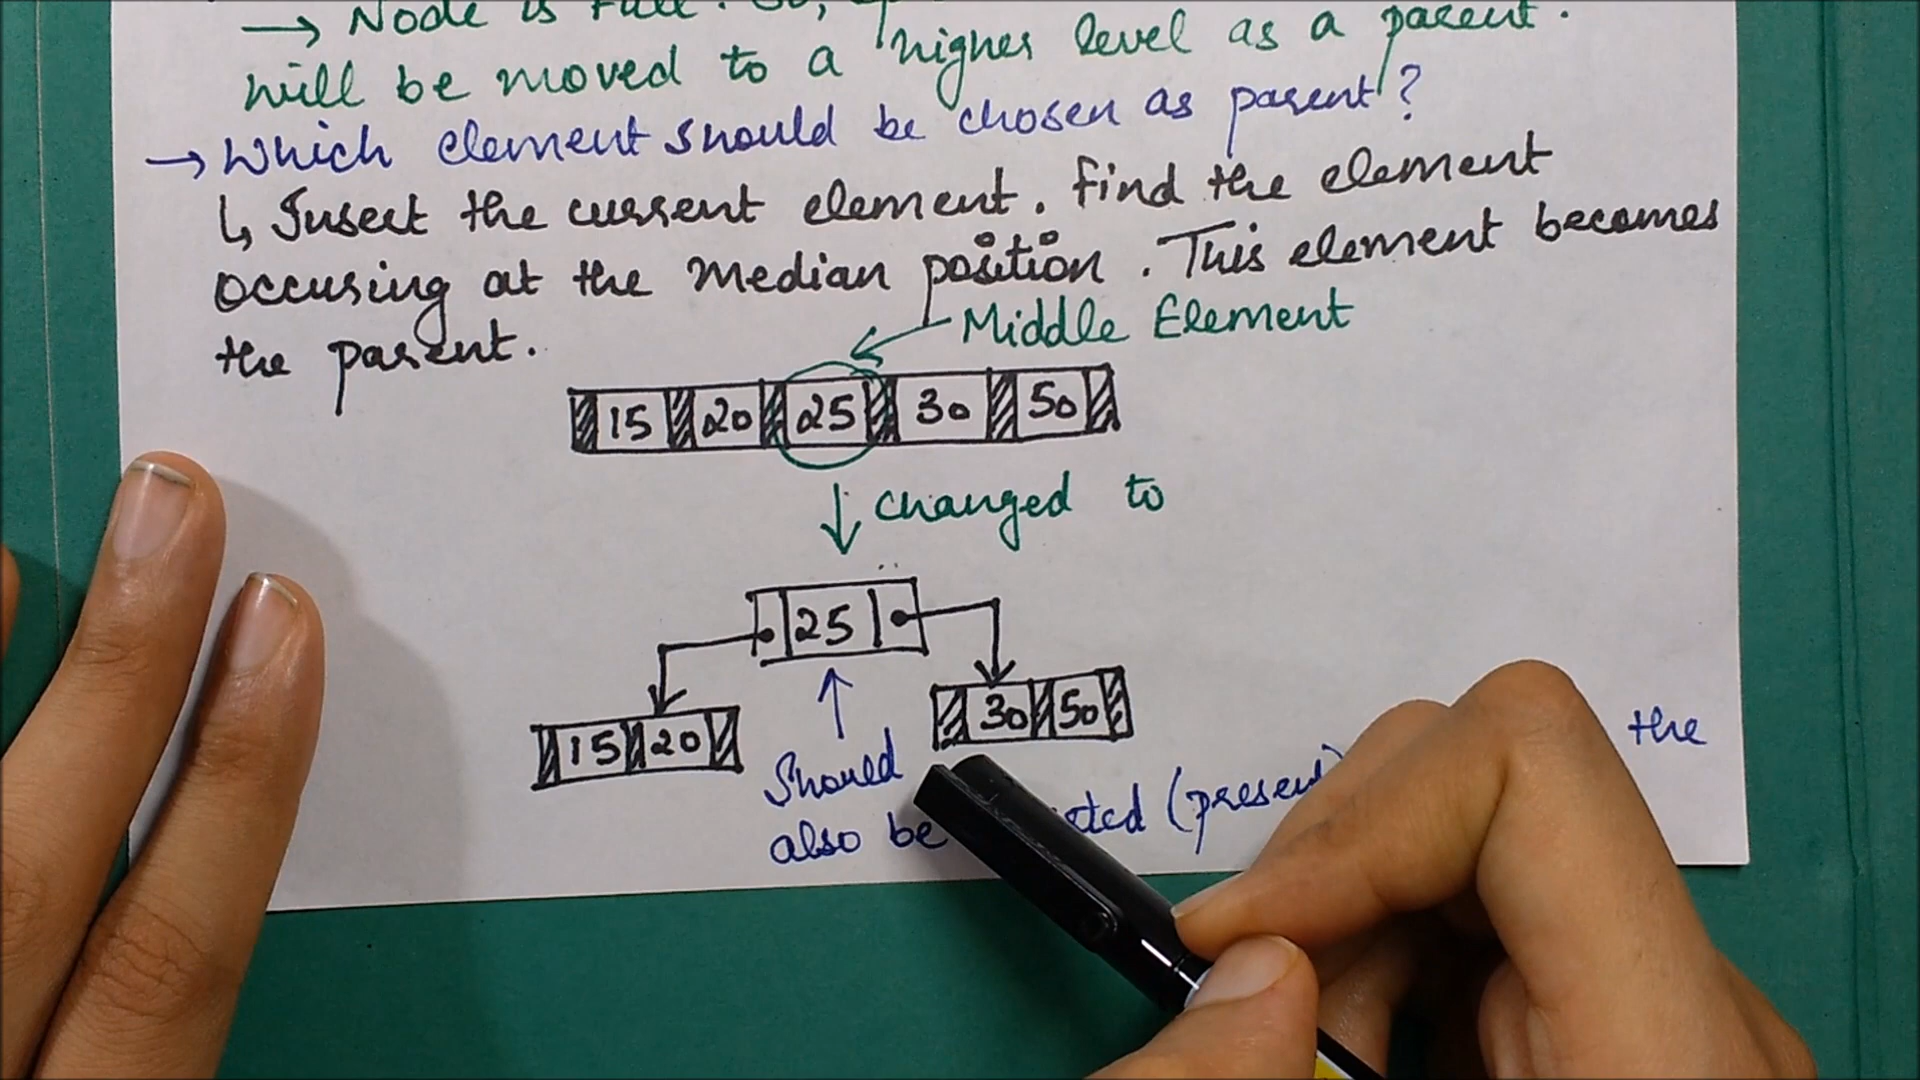 → Node is Full. So,
will be moved to a higher level as a parent.
→ Which element should be chosen as parent?
↳ Insert the current element. Find the element
occuring at the Median position. This element becomes
the parent.
Middle Element
15 20 25 30 50
↓ changed to
25
15 20
30 50
Should the
also be (present)